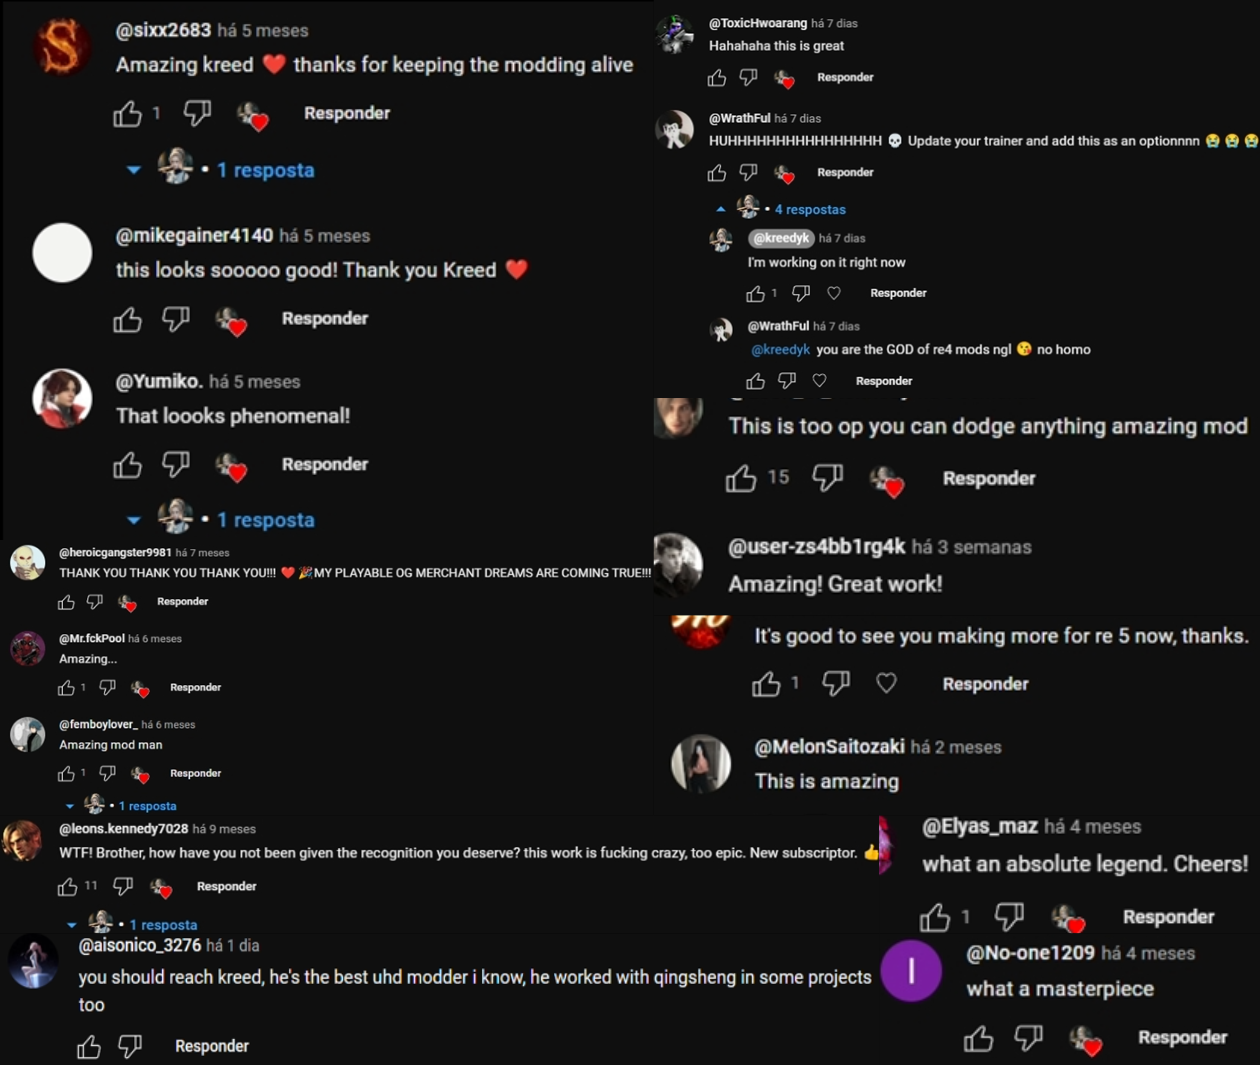 @sixx2683 há 5 meses
Amazing kreed ❤️ thanks for keeping the modding alive
1 Responder
• 1 resposta
@mikegainer4140 há 5 meses
this looks sooooo good! Thank you Kreed ❤️
Responder
@Yumiko. há 5 meses
That loooks phenomenal!
Responder
• 1 resposta
@heroicgangster9981 há 7 meses
THANK YOU THANK YOU THANK YOU!!! ❤️ 🎉MY PLAYABLE OG MERCHANT DREAMS ARE COMING TRUE!!!
Responder
@Mr.fckPool há 6 meses
Amazing...
1 Responder
@femboylover_ há 6 meses
Amazing mod man
1 Responder
• 1 resposta
@leons.kennedy7028 há 9 meses
WTF! Brother, how have you not been given the recognition you deserve? this work is fucking crazy, too epic. New subscriptor. 👍
11 Responder
• 1 resposta
@aisonico_3276 há 1 dia
you should reach kreed, he's the best uhd modder i know, he worked with qingsheng in some projects
too
Responder
@ToxicHwoarang há 7 dias
Hahahaha this is great
Responder
@WrathFul há 7 dias
HUHHHHHHHHHHHHHHHHH 💀 Update your trainer and add this as an optionnnn 😭 😭 😭
Responder
• 4 respostas
@kreedyk há 7 dias
I'm working on it right now
1 Responder
@WrathFul há 7 dias
@kreedyk you are the GOD of re4 mods ngl 😘 no homo
Responder
This is too op you can dodge anything amazing mod
15 Responder
@user-zs4bb1rg4k há 3 semanas
Amazing! Great work!
It's good to see you making more for re 5 now, thanks.
1 Responder
@MelonSaitozaki há 2 meses
This is amazing
@Elyas_maz há 4 meses
what an absolute legend. Cheers!
1 Responder
I
@No-one1209 há 4 meses
what a masterpiece
Responder